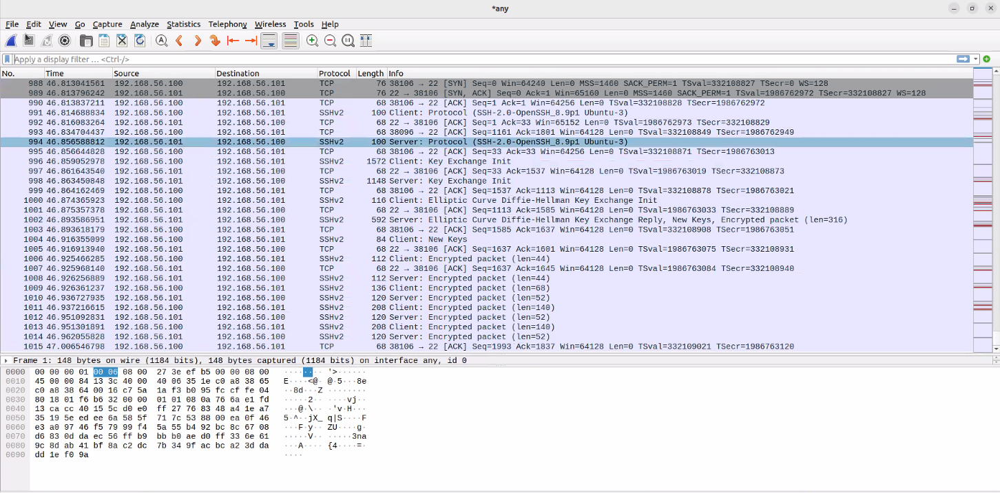 *any
File Edit View Go Capture Analyze Statistics Telephony Wireless Tools Help
Apply a display filter … <Ctrl-/>
No. Time Source Destination Protocol Length Info
988 46.813041561 192.168.56.100 192.168.56.101 TCP 76 38106 → 22 [SYN] Seq=0 Win=64240 Len=0 MSS=1460 SACK_PERM=1 TSval=332108827 TSecr=0 WS=128
989 46.813796242 192.168.56.101 192.168.56.100 TCP 76 22 → 38106 [SYN, ACK] Seq=0 Ack=1 Win=65160 Len=0 MSS=1460 SACK_PERM=1 TSval=1986762972 TSecr=332108827 WS=128
990 46.813837211 192.168.56.100 192.168.56.101 TCP 68 38106 → 22 [ACK] Seq=1 Ack=1 Win=64256 Len=0 TSval=332108828 TSecr=1986762972
991 46.814688834 192.168.56.100 192.168.56.101 SSHv2 100 Client: Protocol (SSH-2.0-OpenSSH_8.9p1 Ubuntu-3)
992 46.816083264 192.168.56.101 192.168.56.100 TCP 68 22 → 38106 [ACK] Seq=1 Ack=33 Win=65152 Len=0 TSval=1986762973 TSecr=332108829
993 46.834704437 192.168.56.100 192.168.56.101 TCP 68 38096 → 22 [ACK] Seq=1161 Ack=1801 Win=64128 Len=0 TSval=332108849 TSecr=1986762949
994 46.856588812 192.168.56.101 192.168.56.100 SSHv2 100 Server: Protocol (SSH-2.0-OpenSSH_8.9p1 Ubuntu-3)
995 46.856644828 192.168.56.100 192.168.56.101 TCP 68 38106 → 22 [ACK] Seq=33 Ack=33 Win=64256 Len=0 TSval=332108871 TSecr=1986763013
996 46.859052978 192.168.56.100 192.168.56.101 SSHv2 1572 Client: Key Exchange Init
997 46.861643540 192.168.56.101 192.168.56.100 TCP 68 22 → 38106 [ACK] Seq=33 Ack=1537 Win=64128 Len=0 TSval=1986763019 TSecr=332108873
998 46.863450848 192.168.56.101 192.168.56.100 SSHv2 1148 Server: Key Exchange Init
999 46.864162469 192.168.56.100 192.168.56.101 TCP 68 38106 → 22 [ACK] Seq=1537 Ack=1113 Win=64128 Len=0 TSval=332108878 TSecr=1986763021
1000 46.874365923 192.168.56.100 192.168.56.101 SSHv2 116 Client: Elliptic Curve Diffie-Hellman Key Exchange Init
1001 46.875357378 192.168.56.101 192.168.56.100 TCP 68 22 → 38106 [ACK] Seq=1113 Ack=1585 Win=64128 Len=0 TSval=1986763033 TSecr=332108889
1002 46.893586951 192.168.56.101 192.168.56.100 SSHv2 592 Server: Elliptic Curve Diffie-Hellman Key Exchange Reply, New Keys, Encrypted packet (len=316)
1003 46.893618179 192.168.56.100 192.168.56.101 TCP 68 38106 → 22 [ACK] Seq=1585 Ack=1637 Win=64128 Len=0 TSval=332108908 TSecr=1986763051
1004 46.916355099 192.168.56.100 192.168.56.101 SSHv2 84 Client: New Keys
1005 46.916913940 192.168.56.101 192.168.56.100 TCP 68 22 → 38106 [ACK] Seq=1637 Ack=1601 Win=64128 Len=0 TSval=1986763075 TSecr=332108931
1006 46.925466285 192.168.56.100 192.168.56.101 SSHv2 112 Client: Encrypted packet (len=44)
1007 46.925968140 192.168.56.101 192.168.56.100 TCP 68 22 → 38106 [ACK] Seq=1637 Ack=1645 Win=64128 Len=0 TSval=1986763084 TSecr=332108940
1008 46.926256889 192.168.56.101 192.168.56.100 SSHv2 112 Server: Encrypted packet (len=44)
1009 46.926361237 192.168.56.100 192.168.56.101 SSHv2 136 Client: Encrypted packet (len=68)
1010 46.936727935 192.168.56.101 192.168.56.100 SSHv2 120 Server: Encrypted packet (len=52)
1011 46.937216615 192.168.56.100 192.168.56.101 SSHv2 208 Client: Encrypted packet (len=140)
1012 46.951092831 192.168.56.101 192.168.56.100 SSHv2 120 Server: Encrypted packet (len=52)
1013 46.951301891 192.168.56.100 192.168.56.101 SSHv2 208 Client: Encrypted packet (len=140)
1014 46.962055828 192.168.56.101 192.168.56.100 SSHv2 120 Server: Encrypted packet (len=52)
1015 47.006546798 192.168.56.100 192.168.56.101 TCP 68 38106 → 22 [ACK] Seq=1993 Ack=1837 Win=64128 Len=0 TSval=332109021 TSecr=1986763120
Frame 1: 148 bytes on wire (1184 bits), 148 bytes captured (1184 bits) on interface any, id 0
0000 00 00 00 01 00 06 08 00 27 3e ef b5 00 00 08 00 ········ '>······
0010 45 00 00 84 13 3c 40 00 40 06 35 1e c0 a8 38 65 E····<@· @·5···8e
0020 c0 a8 38 64 00 16 c7 5a 1a f3 b0 95 fc cf fe 04 ··8d···Z ········
0030 80 18 01 f6 b6 32 00 00 01 01 08 0a 76 6a e1 fd ·····2·· ····vj··
0040 13 ca cc 40 15 5c d0 e0 ff 27 76 83 48 a4 1e a7 ···@·\·· ·'v·H···
0050 35 19 5e ed ee 6a 58 5f 71 7c 53 88 00 ea 0f 46 5·^··jX_ q|S····F
0060 e3 a0 97 46 f5 79 99 f4 5a 55 b4 92 bc 8c 67 08 ···F·y·· ZU····g·
0070 d6 83 0d da ec 56 ff b9 bb b0 ae d0 ff 33 6e 61 ·····V·· ·····3na
0080 9c 8d ab 41 bf 8a c2 dc 7b 34 9f ac bc a2 3d da ···A···· {4····=·
0090 dd 1e f0 9a ····